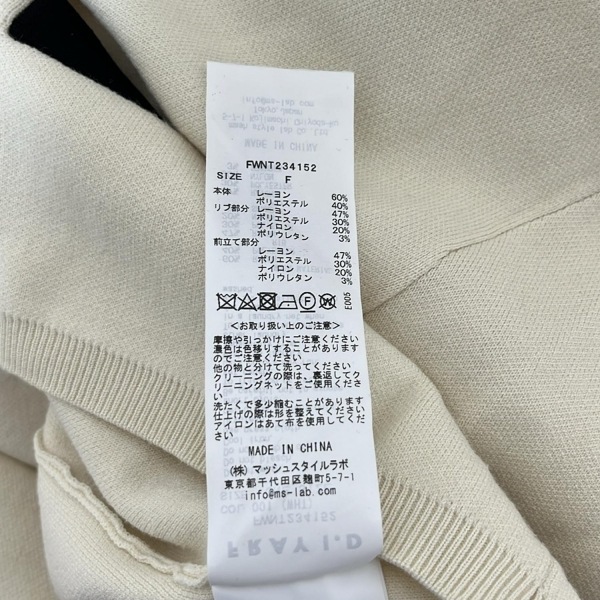 FWNT234152
SIZE F
本体 レーヨン 60%
ポリエステル 40%
リブ部分 レーヨン 47%
ポリエステル 30%
ナイロン 20%
ポリウレタン 3%
前立て部分
レーヨン 47%
ポリエステル 30%
ナイロン 20%
ポリウレタン 3%
E005
<お取り扱い上のご注意>
摩擦や引っかけにご注意ください
濃色は色移りすることがあります
のでご注意ください
他の物と分けて洗ってください
クリーニングの際は、裏返してク
リーニングネットをご使用くださ
い
洗たくで多少縮むことがあります
仕上げの際は形を整えてください
アイロンはあて布を使用してくだ
さい
MADE IN CHINA
(株) マッシュスタイルラボ
東京都千代田区麹町5-7-1
info@ms-lab.com